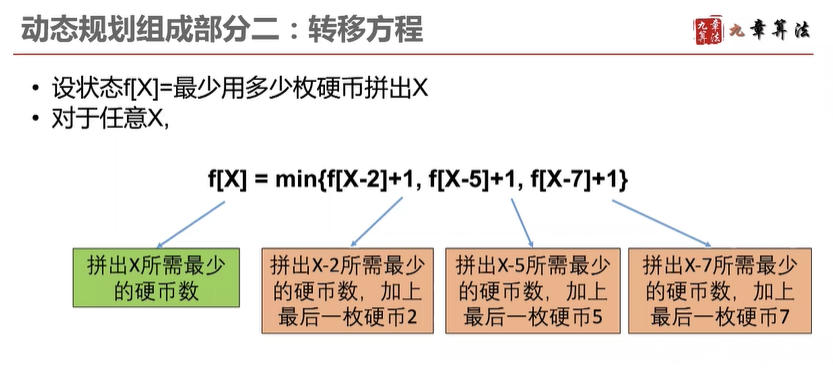 动态规划组成部分二：转移方程
九章算法
九章算法
• 设状态f[X]=最少用多少枚硬币拼出X
• 对于任意X,
f[X] = min{f[X-2]+1, f[X-5]+1, f[X-7]+1}
拼出X所需最少
的硬币数
拼出X-2所需最少
的硬币数，加上
最后一枚硬币2
拼出X-5所需最少
的硬币数，加上
最后一枚硬币5
拼出X-7所需最少
的硬币数，加上
最后一枚硬币7